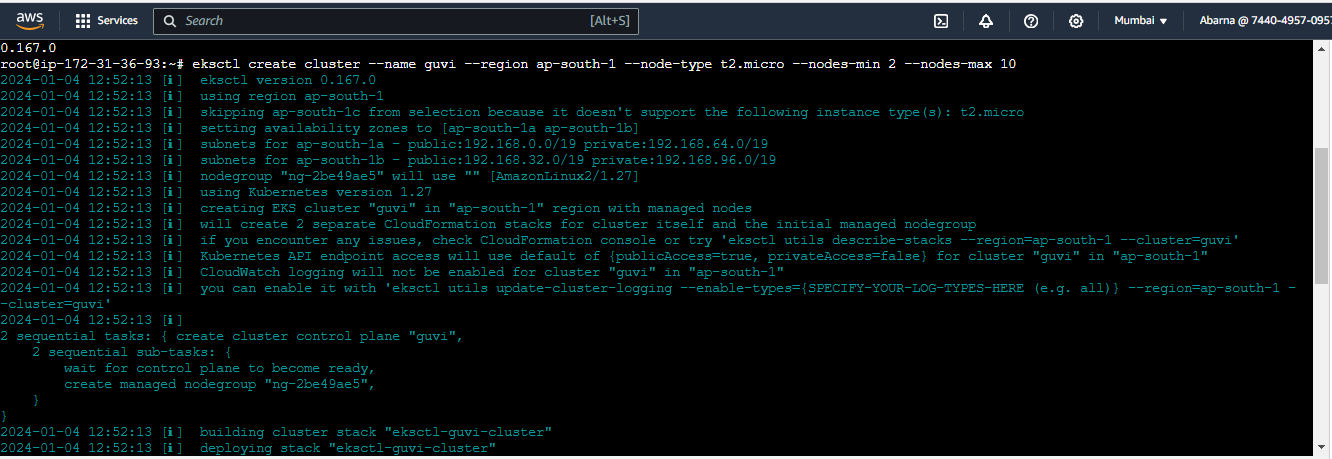 aws Services Search [Alt+S] Mumbai Abarna @ 7440-4957-095
0.167.0
root@ip-172-31-36-93:~# eksctl create cluster --name guvi --region ap-south-1 --node-type t2.micro --nodes-min 2 --nodes-max 10
2024-01-04 12:52:13 [ℹ]  eksctl version 0.167.0
2024-01-04 12:52:13 [ℹ]  using region ap-south-1
2024-01-04 12:52:13 [ℹ]  skipping ap-south-1c from selection because it doesn't support the following instance type(s): t2.micro
2024-01-04 12:52:13 [ℹ]  setting availability zones to [ap-south-1a ap-south-1b]
2024-01-04 12:52:13 [ℹ]  subnets for ap-south-1a - public:192.168.0.0/19 private:192.168.64.0/19
2024-01-04 12:52:13 [ℹ]  subnets for ap-south-1b - public:192.168.32.0/19 private:192.168.96.0/19
2024-01-04 12:52:13 [ℹ]  nodegroup "ng-2be49ae5" will use "" [AmazonLinux2/1.27]
2024-01-04 12:52:13 [ℹ]  using Kubernetes version 1.27
2024-01-04 12:52:13 [ℹ]  creating EKS cluster "guvi" in "ap-south-1" region with managed nodes
2024-01-04 12:52:13 [ℹ]  will create 2 separate CloudFormation stacks for cluster itself and the initial managed nodegroup
2024-01-04 12:52:13 [ℹ]  if you encounter any issues, check CloudFormation console or try 'eksctl utils describe-stacks --region=ap-south-1 --cluster=guvi'
2024-01-04 12:52:13 [ℹ]  Kubernetes API endpoint access will use default of {publicAccess=true, privateAccess=false} for cluster "guvi" in "ap-south-1"
2024-01-04 12:52:13 [ℹ]  CloudWatch logging will not be enabled for cluster "guvi" in "ap-south-1"
2024-01-04 12:52:13 [ℹ]  you can enable it with 'eksctl utils update-cluster-logging --enable-types={SPECIFY-YOUR-LOG-TYPES-HERE (e.g. all)} --region=ap-south-1 -
-cluster=guvi'
2024-01-04 12:52:13 [ℹ]
2 sequential tasks: { create cluster control plane "guvi",
    2 sequential sub-tasks: {
        wait for control plane to become ready,
        create managed nodegroup "ng-2be49ae5",
    }
}
2024-01-04 12:52:13 [ℹ]  building cluster stack "eksctl-guvi-cluster"
2024-01-04 12:52:13 [ℹ]  deploying stack "eksctl-guvi-cluster"